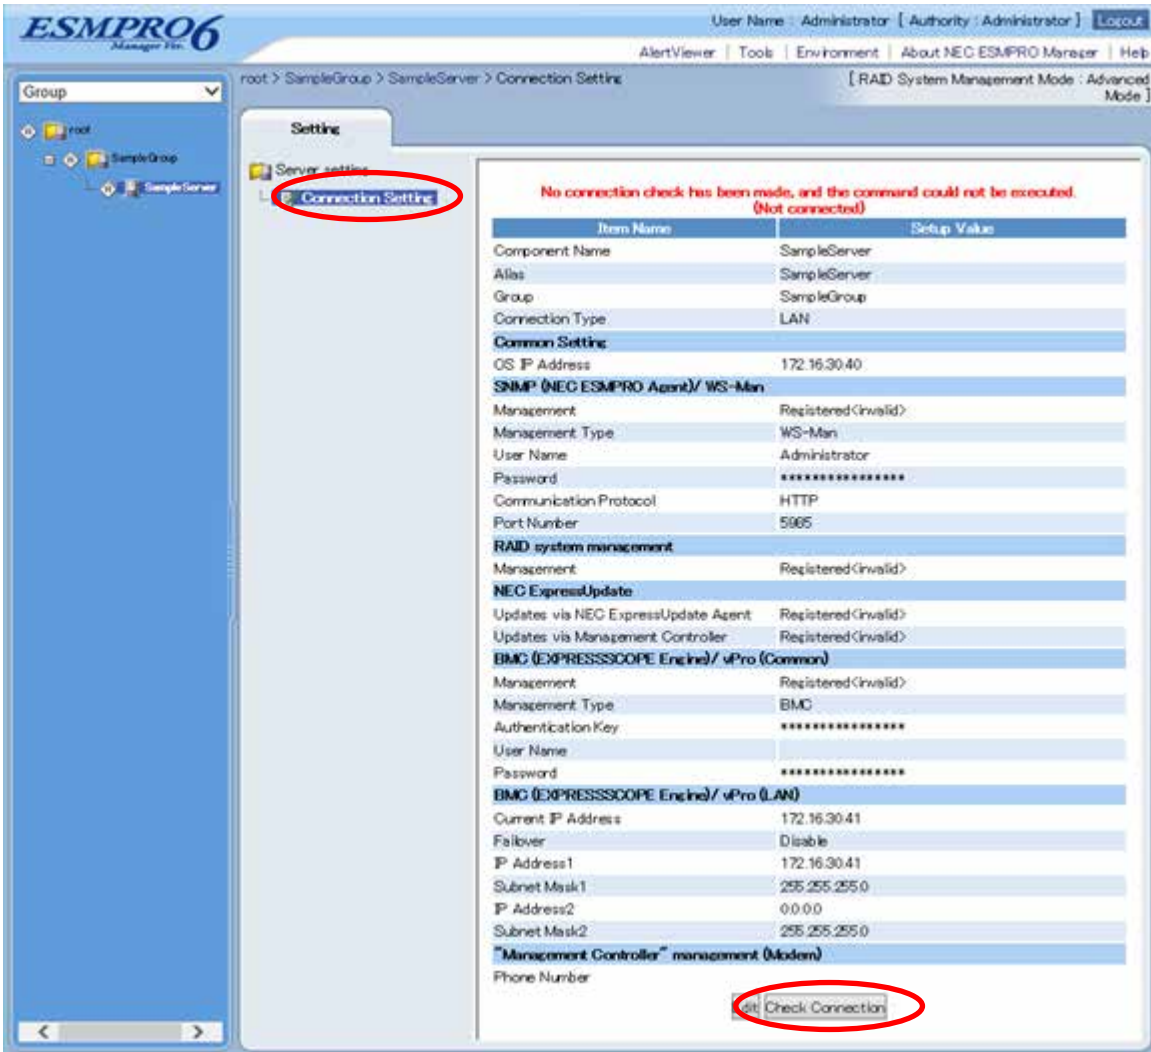 ESMPRO6
Manager Ver.
User Name : Administrator [ Authority : Administrator ] Logout
AlertViewer | Tools | Environment | About NEC ESMPRO Manager | Help
Group
root > SampleGroup > SampleServer > Connection Setting
[ RAID System Management Mode : Advanced
Mode ]
root
SampleGroup
SampleServer
Setting
Server setting
Connection Setting
No connection check has been made, and the command could not be executed.
(Not connected)
Item Name Setup Value
Component Name SampleServer
Alias SampleServer
Group SampleGroup
Connection Type LAN
Common Setting
OS IP Address 172.16.30.40
SNMP (NEC ESMPRO Agent)/ WS-Man
Management Registered<invalid>
Management Type WS-Man
User Name Administrator
Password ****************
Communication Protocol HTTP
Port Number 5985
RAID system management
Management Registered<invalid>
NEC ExpressUpdate
Updates via NEC ExpressUpdate Agent Registered<invalid>
Updates via Management Controller Registered<invalid>
BMC (EXPRESSSCOPE Engine)/ vPro (Common)
Management Registered<invalid>
Management Type BMC
Authentication Key ****************
User Name
Password ****************
BMC (EXPRESSSCOPE Engine)/ vPro (LAN)
Current IP Address 172.16.30.41
Failover Disable
IP Address1 172.16.30.41
Subnet Mask1 255.255.255.0
IP Address2 0.0.0.0
Subnet Mask2 255.255.255.0
"Management Controller" management (Modem)
Phone Number
Edit Check Connection